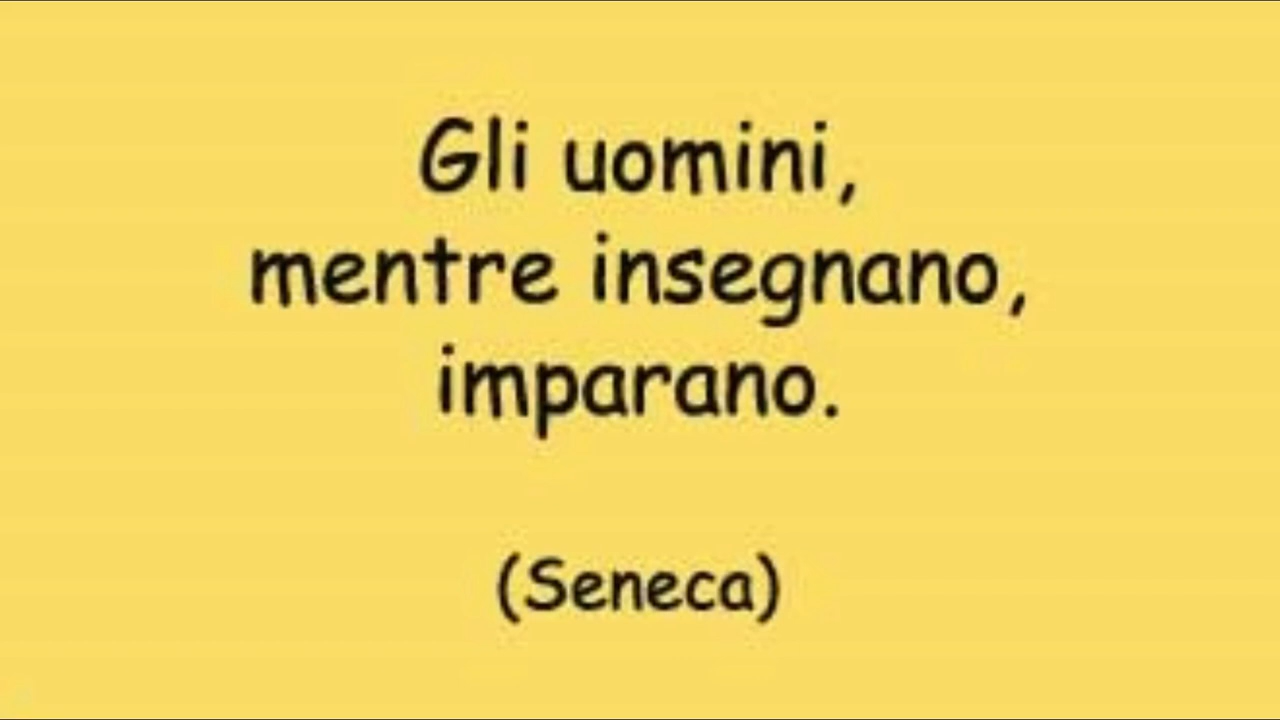 Gli uomini,
mentre insegnano,
imparano.
(Seneca)